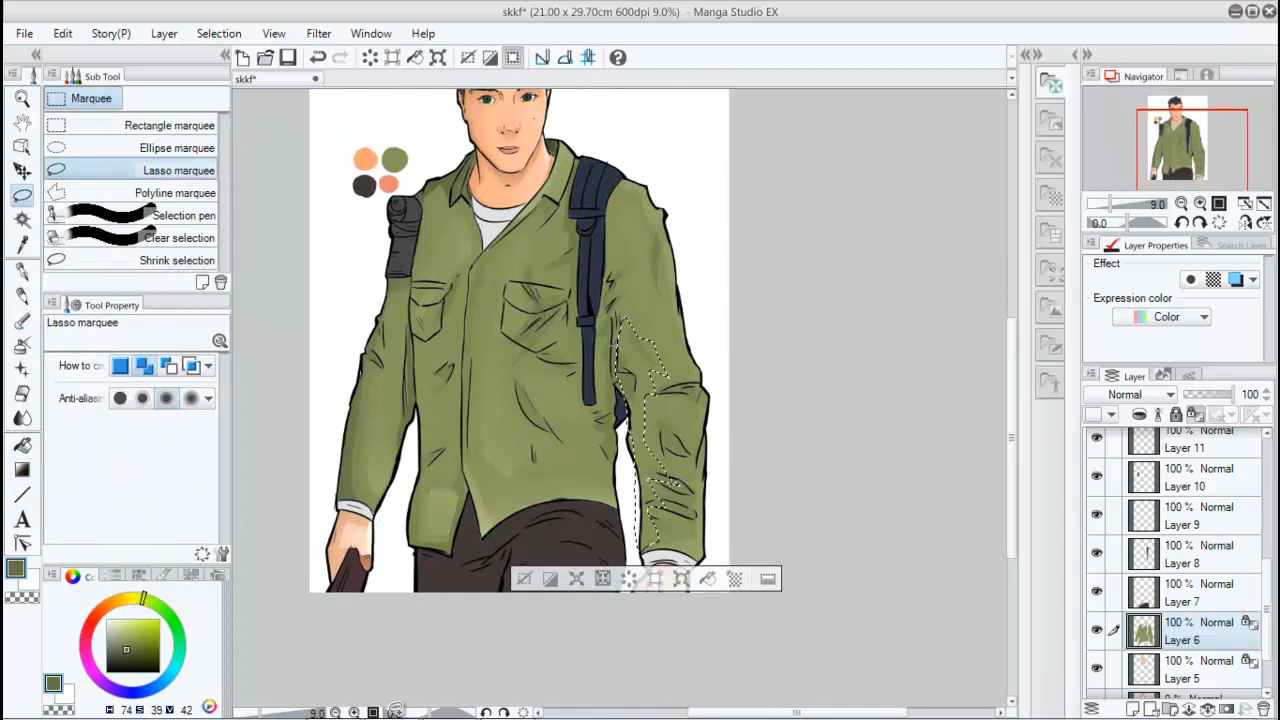 skkf* (21.00 x 29.70cm 600dpi 9.0%) - Manga Studio EX
File Edit Story(P) Layer Selection View Filter Window Help
Sub Tool
skkf*
Navigator
Marquee
Rectangle marquee
Ellipse marquee
Lasso marquee
Polyline marquee
Selection pen
Clear selection
Shrink selection
9.0
0.0
Layer Properties Search Layer
Effect
Expression color
Color
Tool Property
Lasso marquee
How to cr
Anti-aliasi
Layer
Normal 100
100 % Normal
Layer 11
100 % Normal
Layer 10
100 % Normal
Layer 9
100 % Normal
Layer 8
100 % Normal
Layer 7
100 % Normal
Layer 6
100 % Normal
Layer 5
H 74 S 39 V 42
9.0